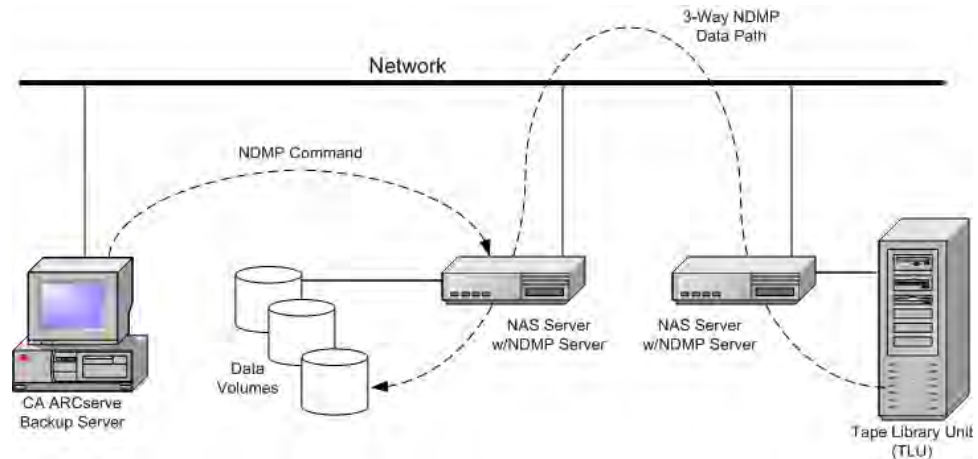 3-Way NDMP
Data Path
Network
NDMP Command
NAS Server
w/NDMP Server
NAS Server
w/NDMP Server
Data
Volumes
CA ARCserve
Backup Server
Tape Library Unit
(TLU)